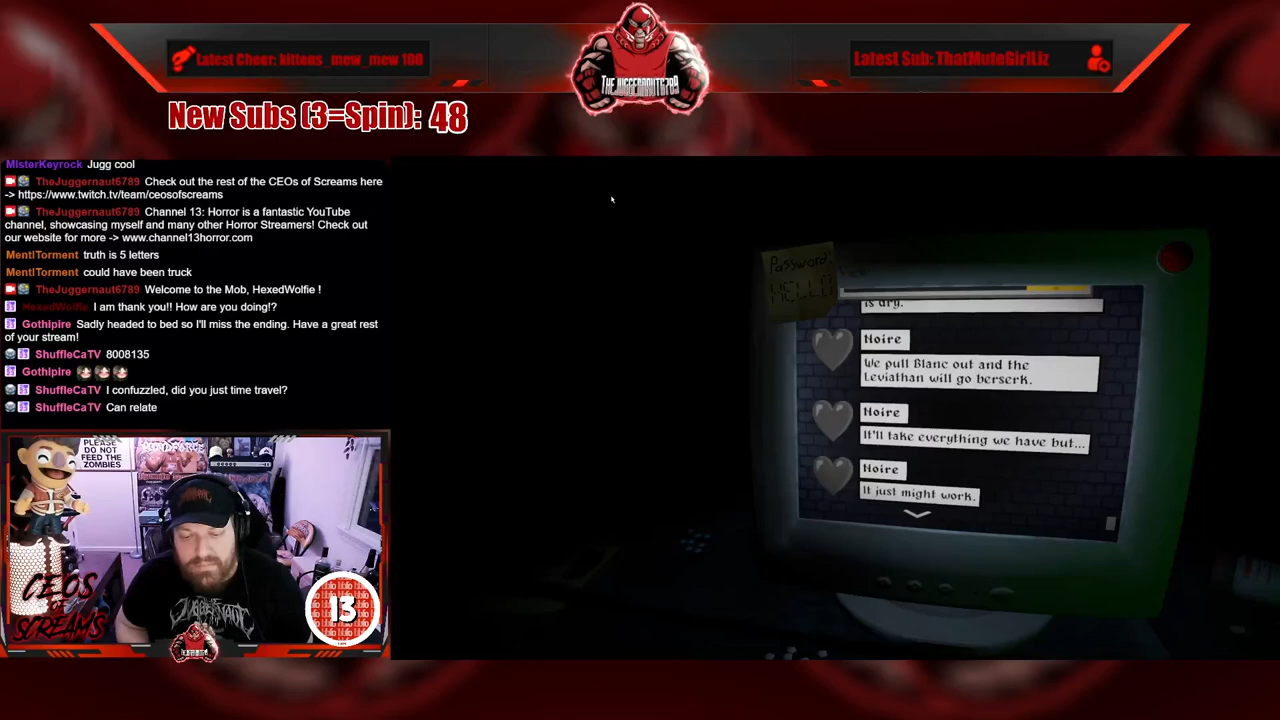 Latest Cheer: kittens_mew_mew 100
THEJUGGERNAUT6789
Latest Sub: ThatMuteGirlLiz
New Subs (3=Spin): 48
MisterKeyrock Jugg cool
TheJuggernaut6789 Check out the rest of the CEOs of Screams here
-> https://www.twitch.tv/team/ceosofscreams
TheJuggernaut6789 Channel 13: Horror is a fantastic YouTube
channel, showcasing myself and many other Horror Streamers! Check out
our website for more -> www.channel13horror.com
MentlTorment truth is 5 letters
MentlTorment could have been truck
TheJuggernaut6789 Welcome to the Mob, HexedWolfie !
HexedWolfie I am thank you!! How are you doing!?
Gothlpire Sadly headed to bed so I'll miss the ending. Have a great rest
of your stream!
ShuffleCaTV 8008135
Gothlpire
ShuffleCaTV I confuzzled, did you just time travel?
ShuffleCaTV Can relate
PLEASE
DO NOT
FEED THE
ZOMBIES
CEOS
OF
SCREAMS
13
Password:
HELLO
is dry.
Noire
We pull Blanc out and the
Leviathan will go berserk.
Noire
It'll take everything we have but...
Noire
It just might work.